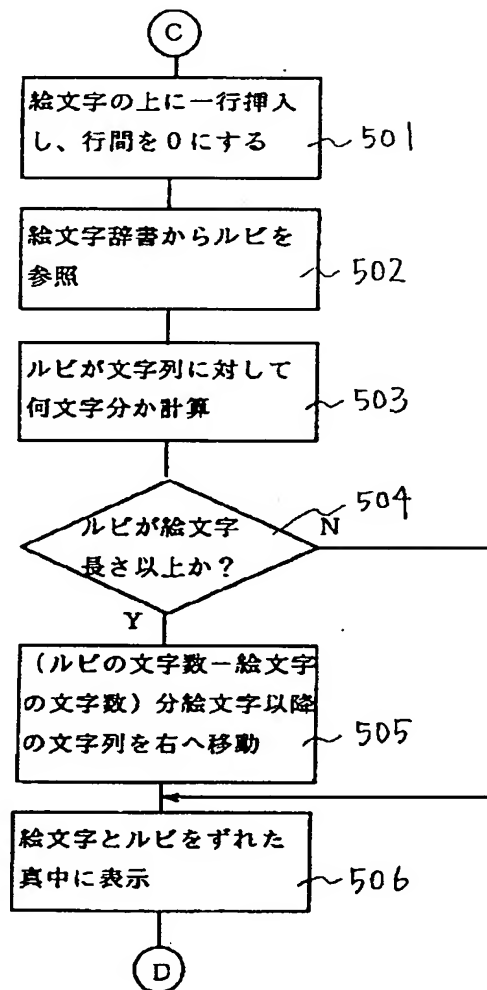 C
絵文字の上に一行挿入
し、行間を0にする
501
絵文字辞書からルビを
参照
502
ルビが文字列に対して
何文字分か計算
503
504
ルビが絵文字
長さ以上か？
N
Y
（ルビの文字数－絵文字
の文字数）分絵文字以降
の文字列を右へ移動
505
絵文字とルビをずれた
真中に表示
506
D